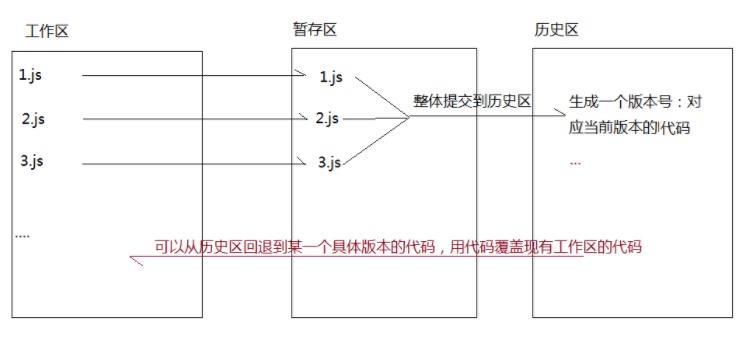 工作区
暂存区
历史区
1.js
1.js
2.js
2.js
3.js
3.js
整体提交到历史区
生成一个版本号：对
应当前版本的代码
...
....
可以从历史区回退到某一个具体版本的代码，用代码覆盖现有工作区的代码